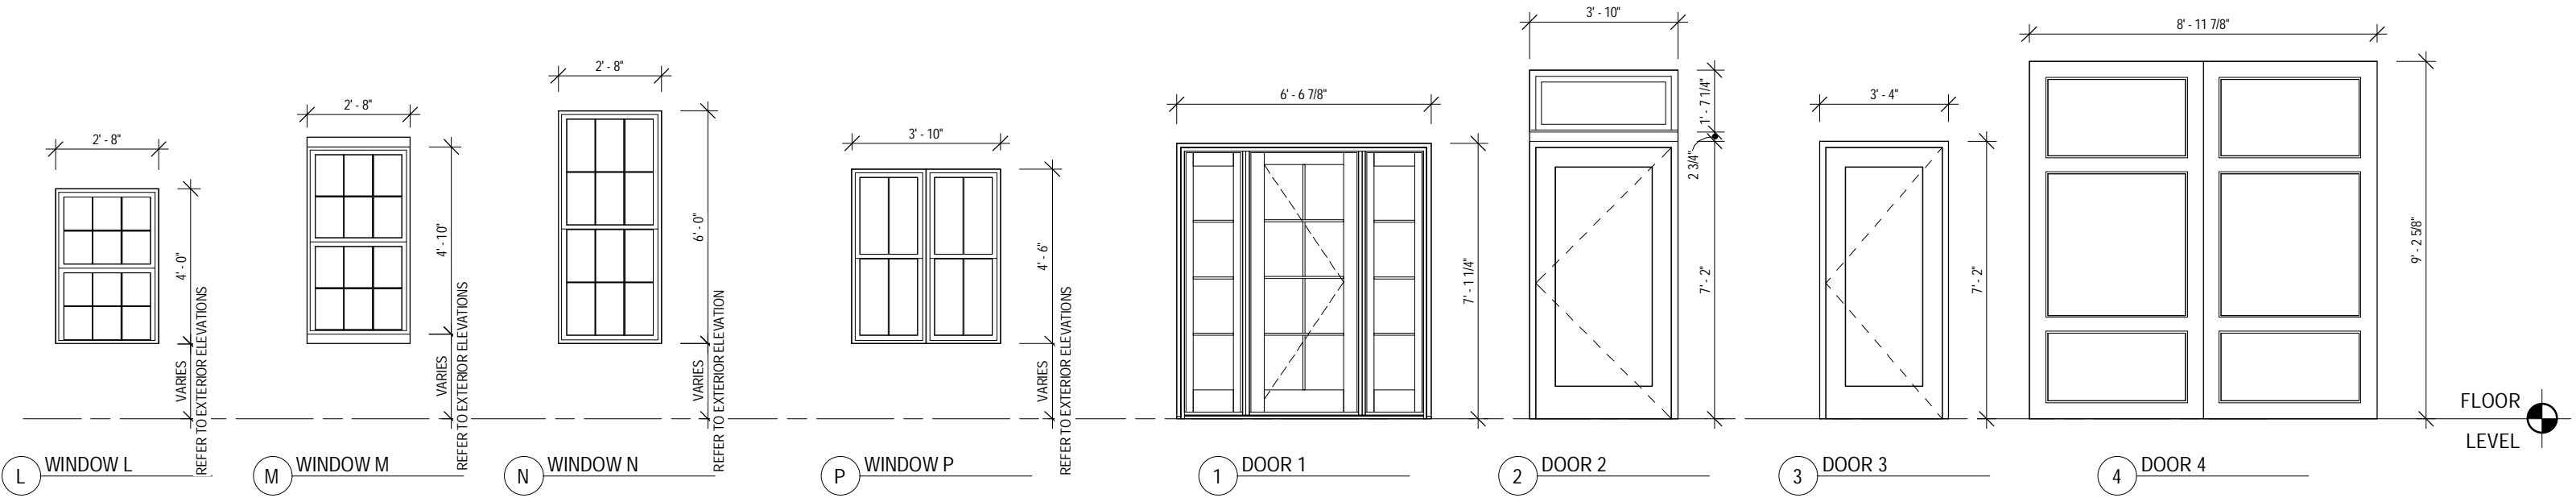 2' - 8"
4' - 0"
VARIES
REFER TO EXTERIOR ELEVATIONS
L
WINDOW L
2' - 8"
4' - 10"
VARIES
REFER TO EXTERIOR ELEVATIONS
M
WINDOW M
2' - 8"
6' - 0"
VARIES
REFER TO EXTERIOR ELEVATION
N
WINDOW N
3' - 10"
4' - 6"
VARIES
REFER TO EXTERIOR ELEVATIONS
P
WINDOW P
6' - 6 7/8"
7' - 1 1/4"
1
DOOR 1
3' - 10"
1' - 7 1/4"
2 3/4"
7' - 2"
2
DOOR 2
3' - 4"
7' - 2"
3
DOOR 3
8' - 11 7/8"
9' - 2 5/8"
4
DOOR 4
FLOOR
LEVEL